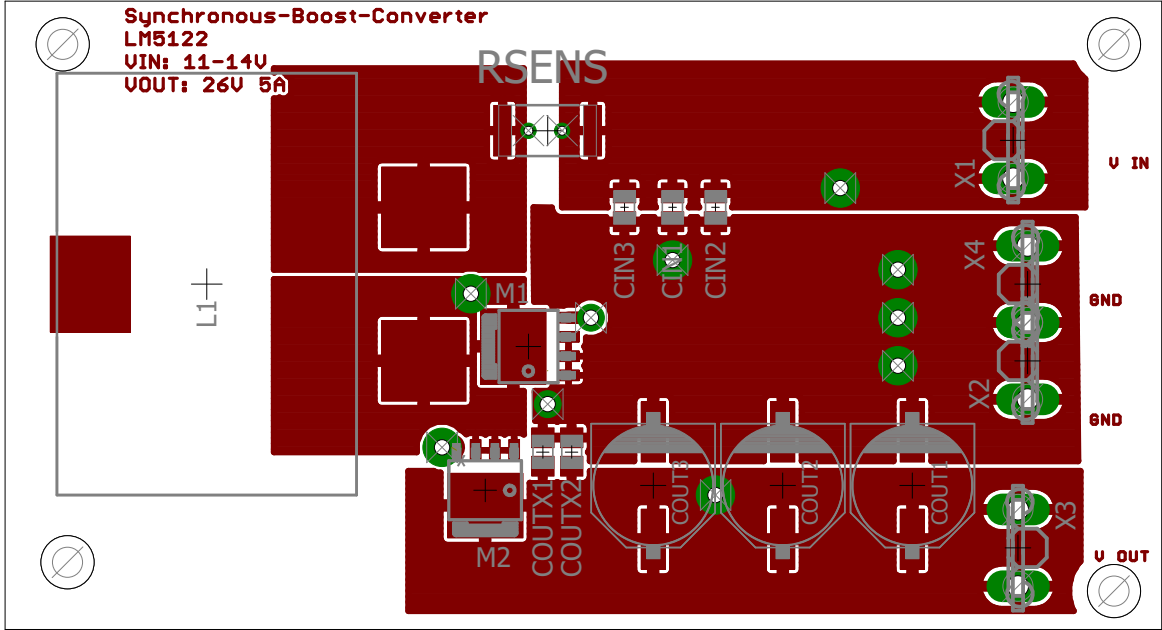 Synchronous-Boost-Converter
LM5122
VIN: 11-14V
VOUT: 26V 5A
RSENS
X1
V IN
CIN3
CIN1
CIN2
X4
L1
M1
GND
X2
GND
COUTX1
COUTX2
COUT3
COUT2
COUT1
X3
M2
V OUT